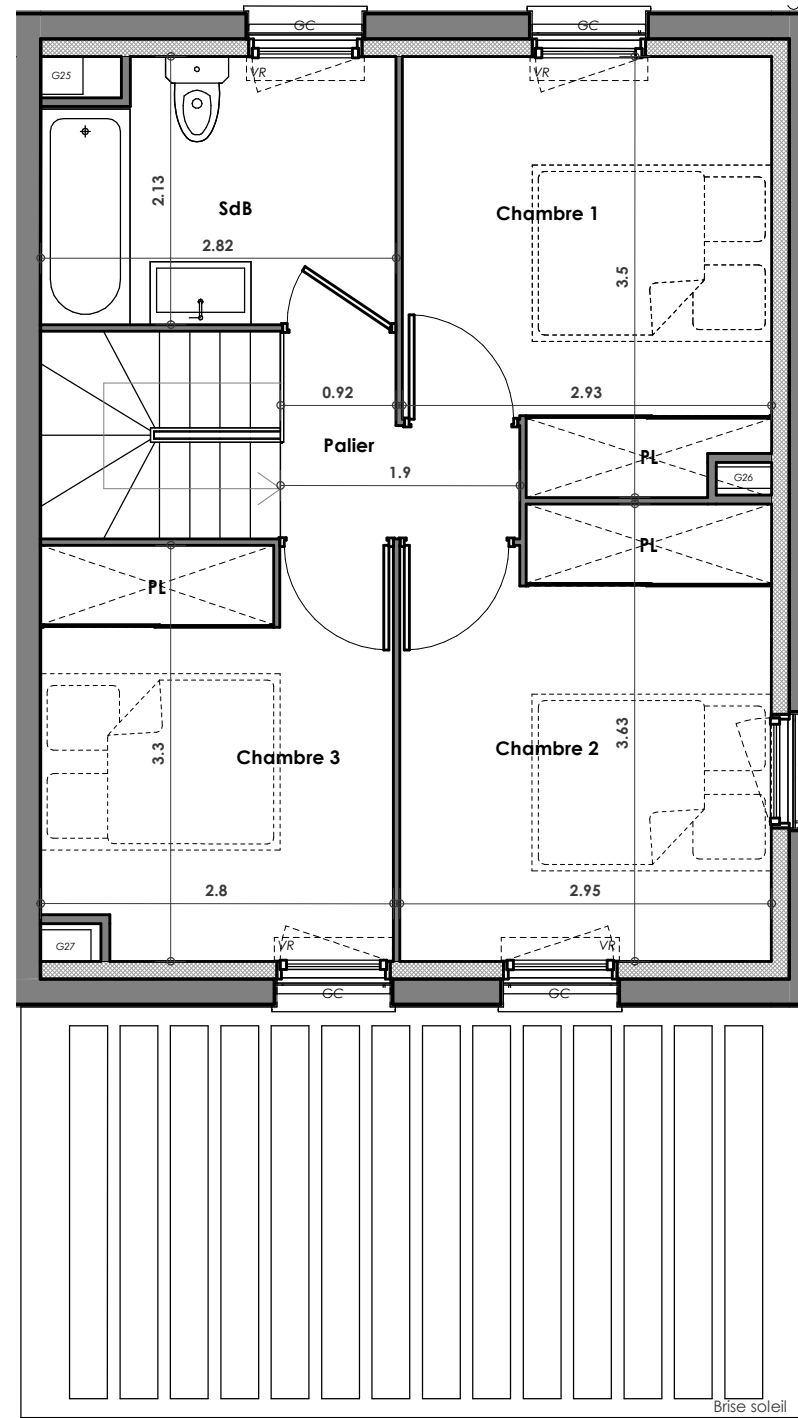 GC
GC
G25
VR
VR
2.13
SdB
Chambre 1
2.82
3.5
0.92
2.93
Palier
PL
1.9
G26
PL
PL
3.3
Chambre 3
Chambre 2
3.63
2.8
2.95
G27
VR
VR
GC
GC
Brise soleil